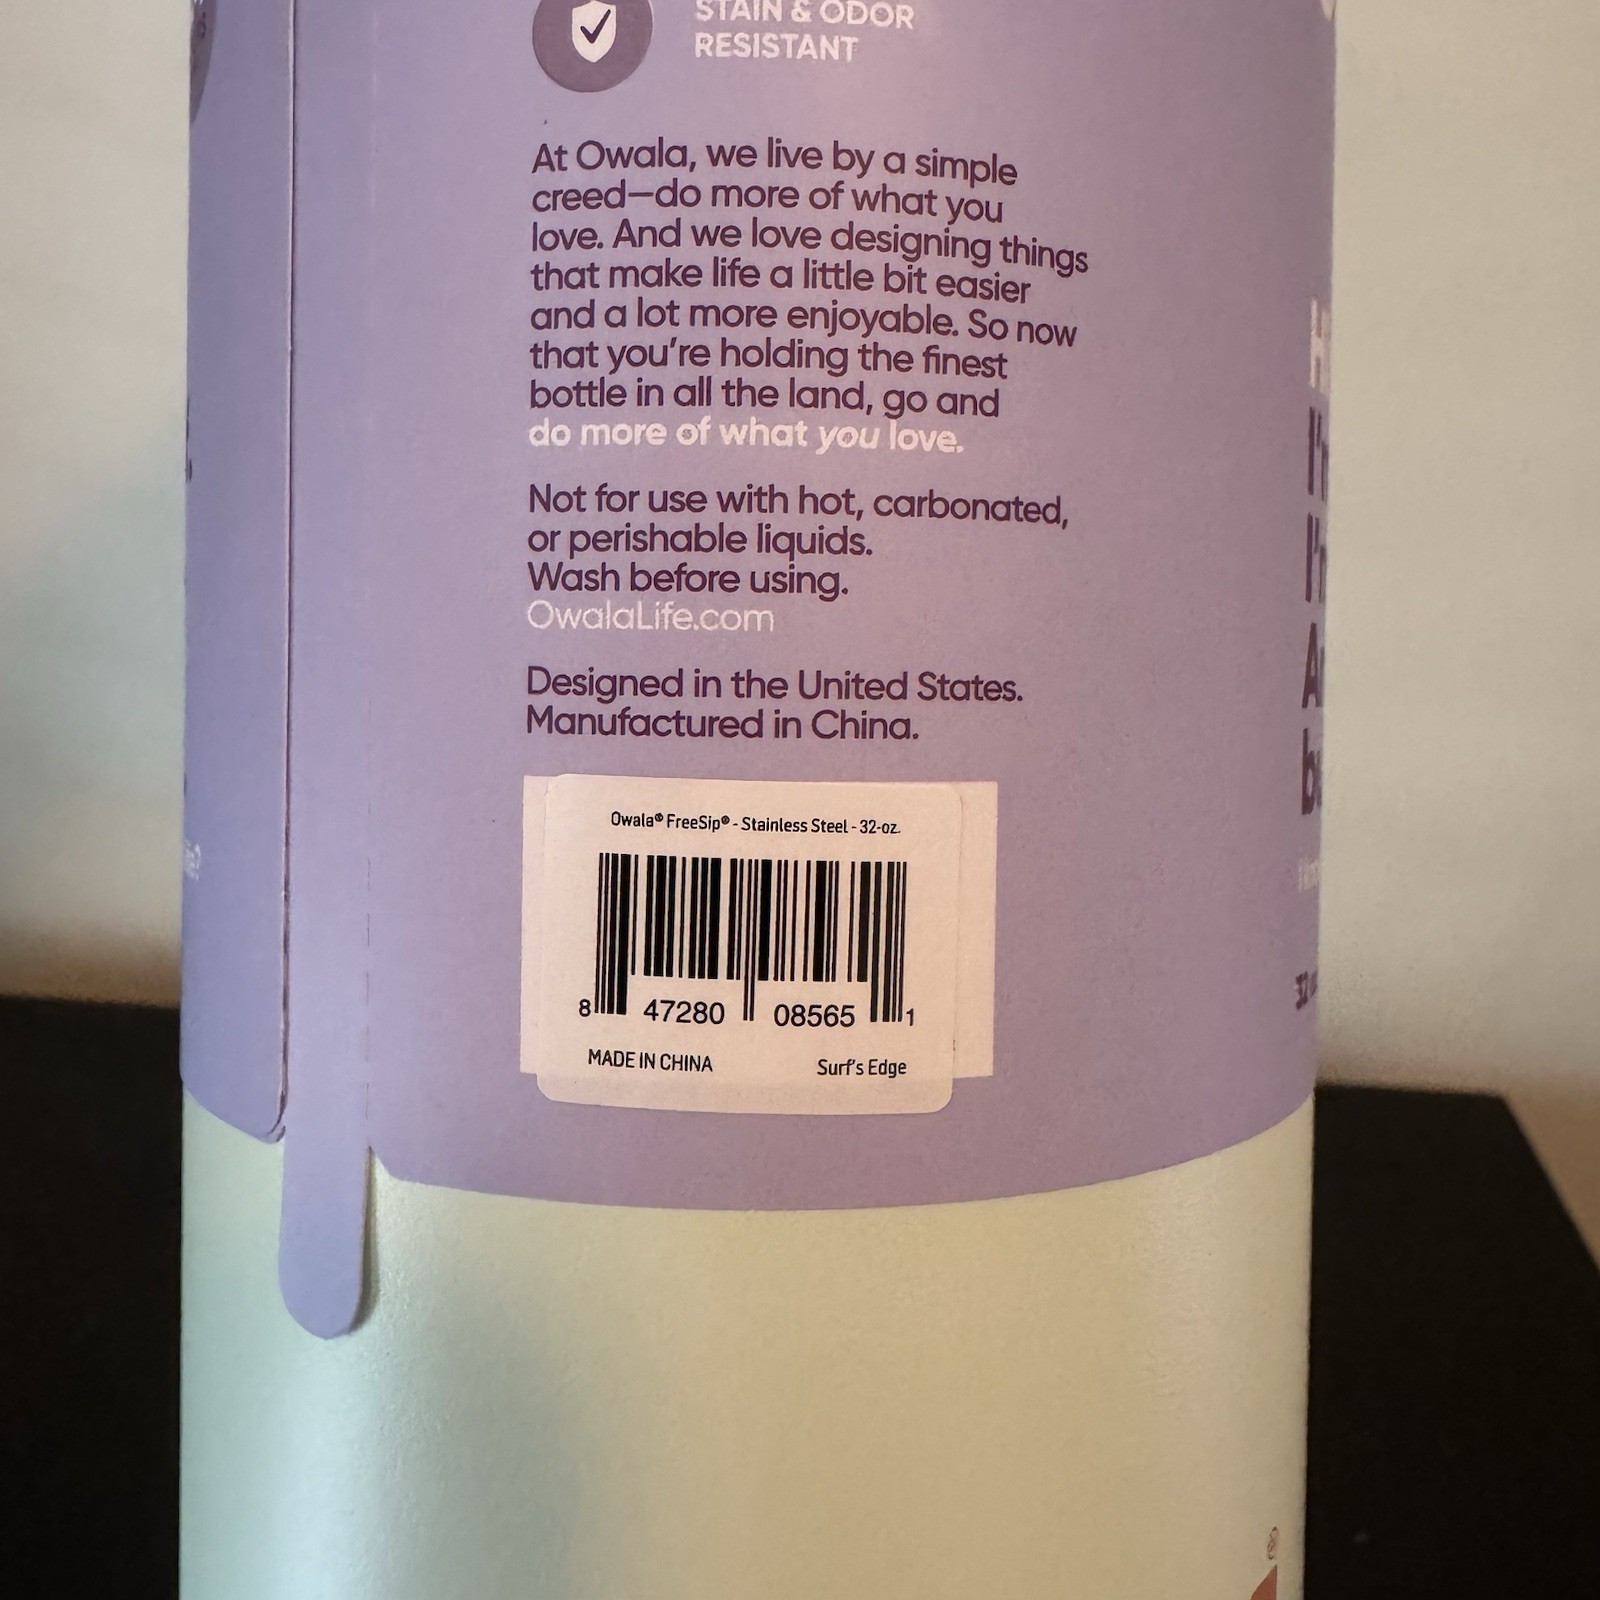 STAIN & ODOR
RESISTANT
At Owala, we live by a simple
creed—do more of what you
love. And we love designing things
that make life a little bit easier
and a lot more enjoyable. So now
that you're holding the finest
bottle in all the land, go and
do more of what you love.
Not for use with hot, carbonated,
or perishable liquids.
Wash before using.
OwalaLife.com
Designed in the United States.
Manufactured in China.
Owala® FreeSip® - Stainless Steel - 32-oz.
8 47280 08565 1
MADE IN CHINA
Surf's Edge
32